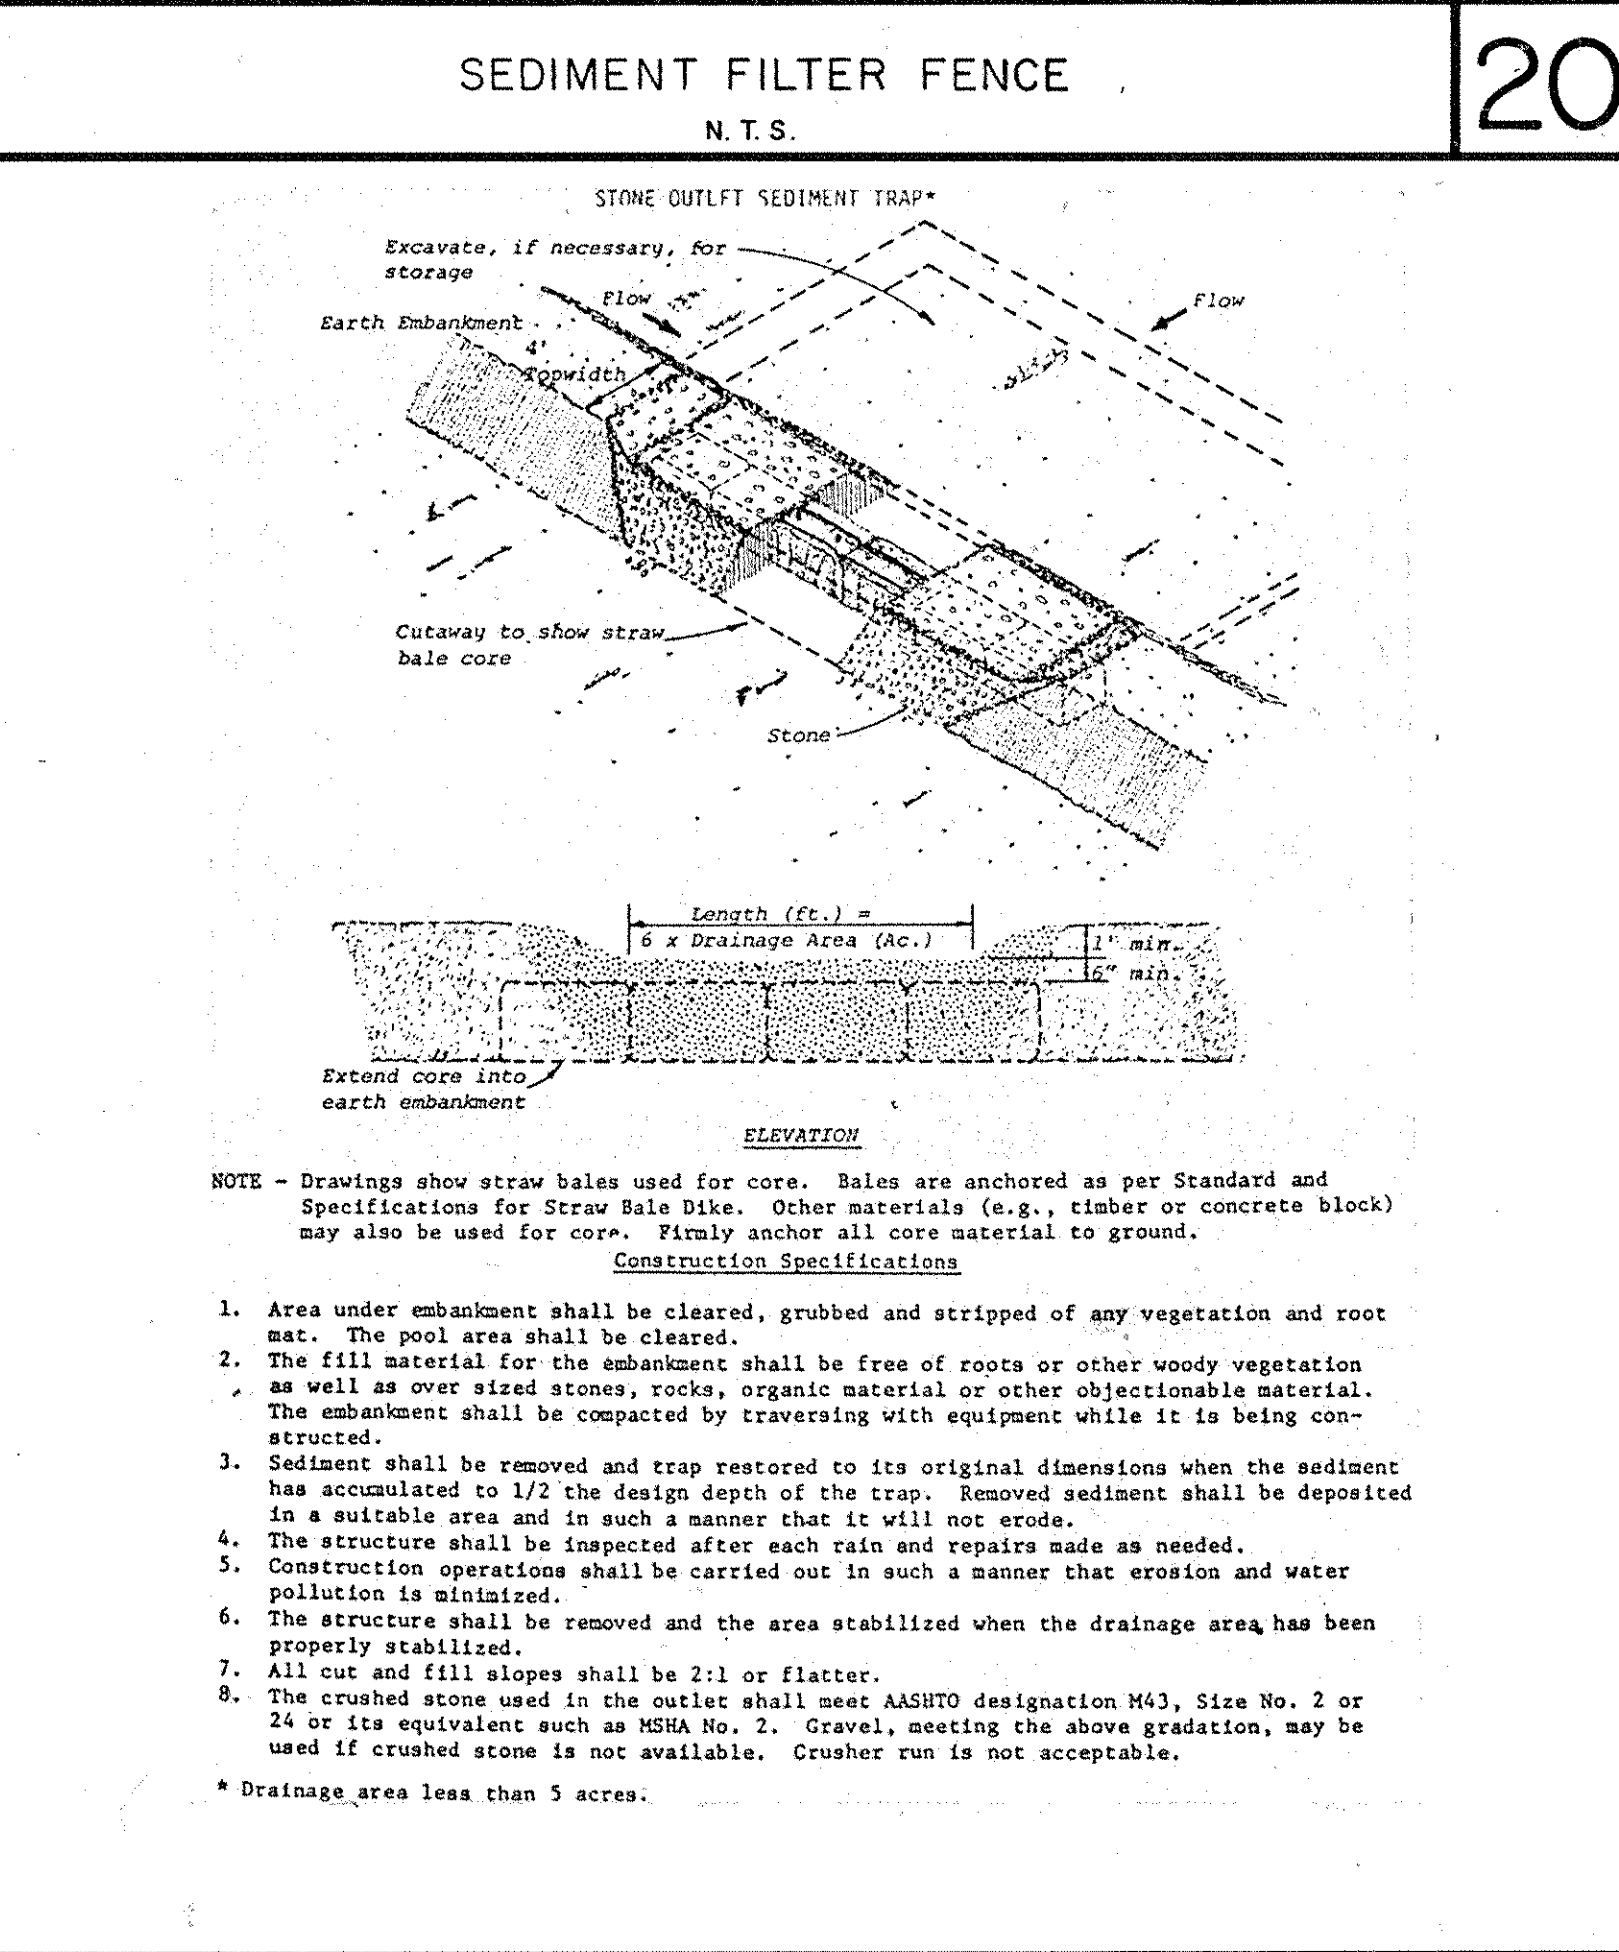 SEDIMENT FILTER FENCE
N. T. S.
20
STONE OUTLET SEDIMENT TRAP*
Excavate, if necessary, for
storage
Flow
Flow
Earth Embankment
4'
Topwidth
Cutaway to show straw
bale core
Stone
Length (ft.) =
6 x Drainage Area (Ac.)
1' min.
6" min.
Extend core into
earth embankment
ELEVATION
NOTE - Drawings show straw bales used for core. Bales are anchored as per Standard and
Specifications for Straw Bale Dike. Other materials (e.g., timber or concrete block)
may also be used for core. Firmly anchor all core material to ground.
Construction Specifications
1. Area under embankment shall be cleared, grubbed and stripped of any vegetation and root
mat. The pool area shall be cleared.
2. The fill material for the embankment shall be free of roots or other woody vegetation
as well as over sized stones, rocks, organic material or other objectionable material.
The embankment shall be compacted by traversing with equipment while it is being con-
structed.
3. Sediment shall be removed and trap restored to its original dimensions when the sediment
has accumulated to 1/2 the design depth of the trap. Removed sediment shall be deposited
in a suitable area and in such a manner that it will not erode.
4. The structure shall be inspected after each rain and repairs made as needed.
5. Construction operations shall be carried out in such a manner that erosion and water
pollution is minimized.
6. The structure shall be removed and the area stabilized when the drainage area has been
properly stabilized.
7. All cut and fill slopes shall be 2:1 or flatter.
8. The crushed stone used in the outlet shall meet AASHTO designation M43, Size No. 2 or
24 or its equivalent such as MSHA No. 2. Gravel, meeting the above gradation, may be
used if crushed stone is not available. Crusher run is not acceptable.
* Drainage area less than 5 acres.